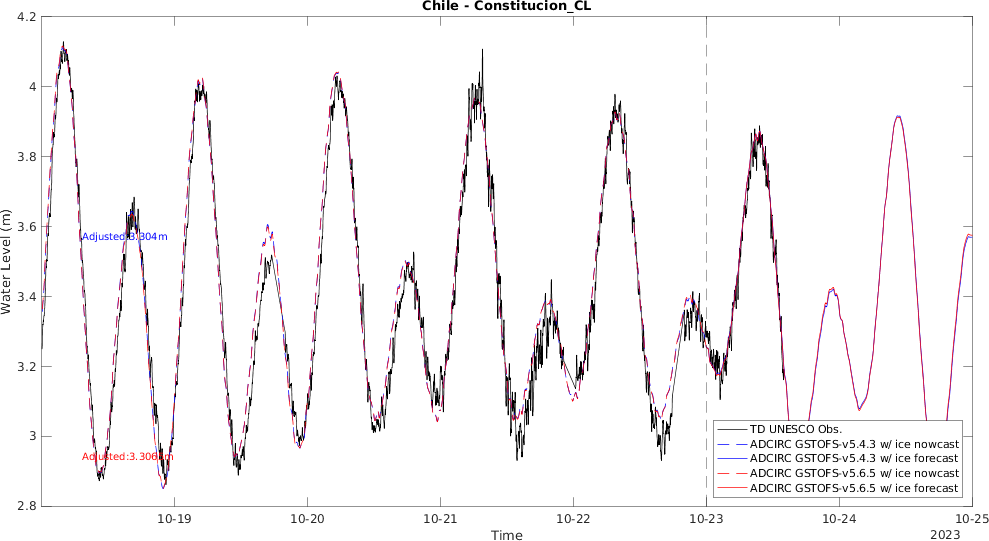 Chile - Constitucion_CL
Water Level (m)
4.2
4
3.8
3.6
3.4
3.2
3
2.8
Adjusted:3.304m
Adjusted:3.306m
TD UNESCO Obs.
ADCIRC GSTOFS-v5.4.3 w/ ice nowcast
ADCIRC GSTOFS-v5.4.3 w/ ice forecast
ADCIRC GSTOFS-v5.6.5 w/ ice nowcast
ADCIRC GSTOFS-v5.6.5 w/ ice forecast
10-19 10-20 10-21 10-22 10-23 10-24 10-25
Time
2023